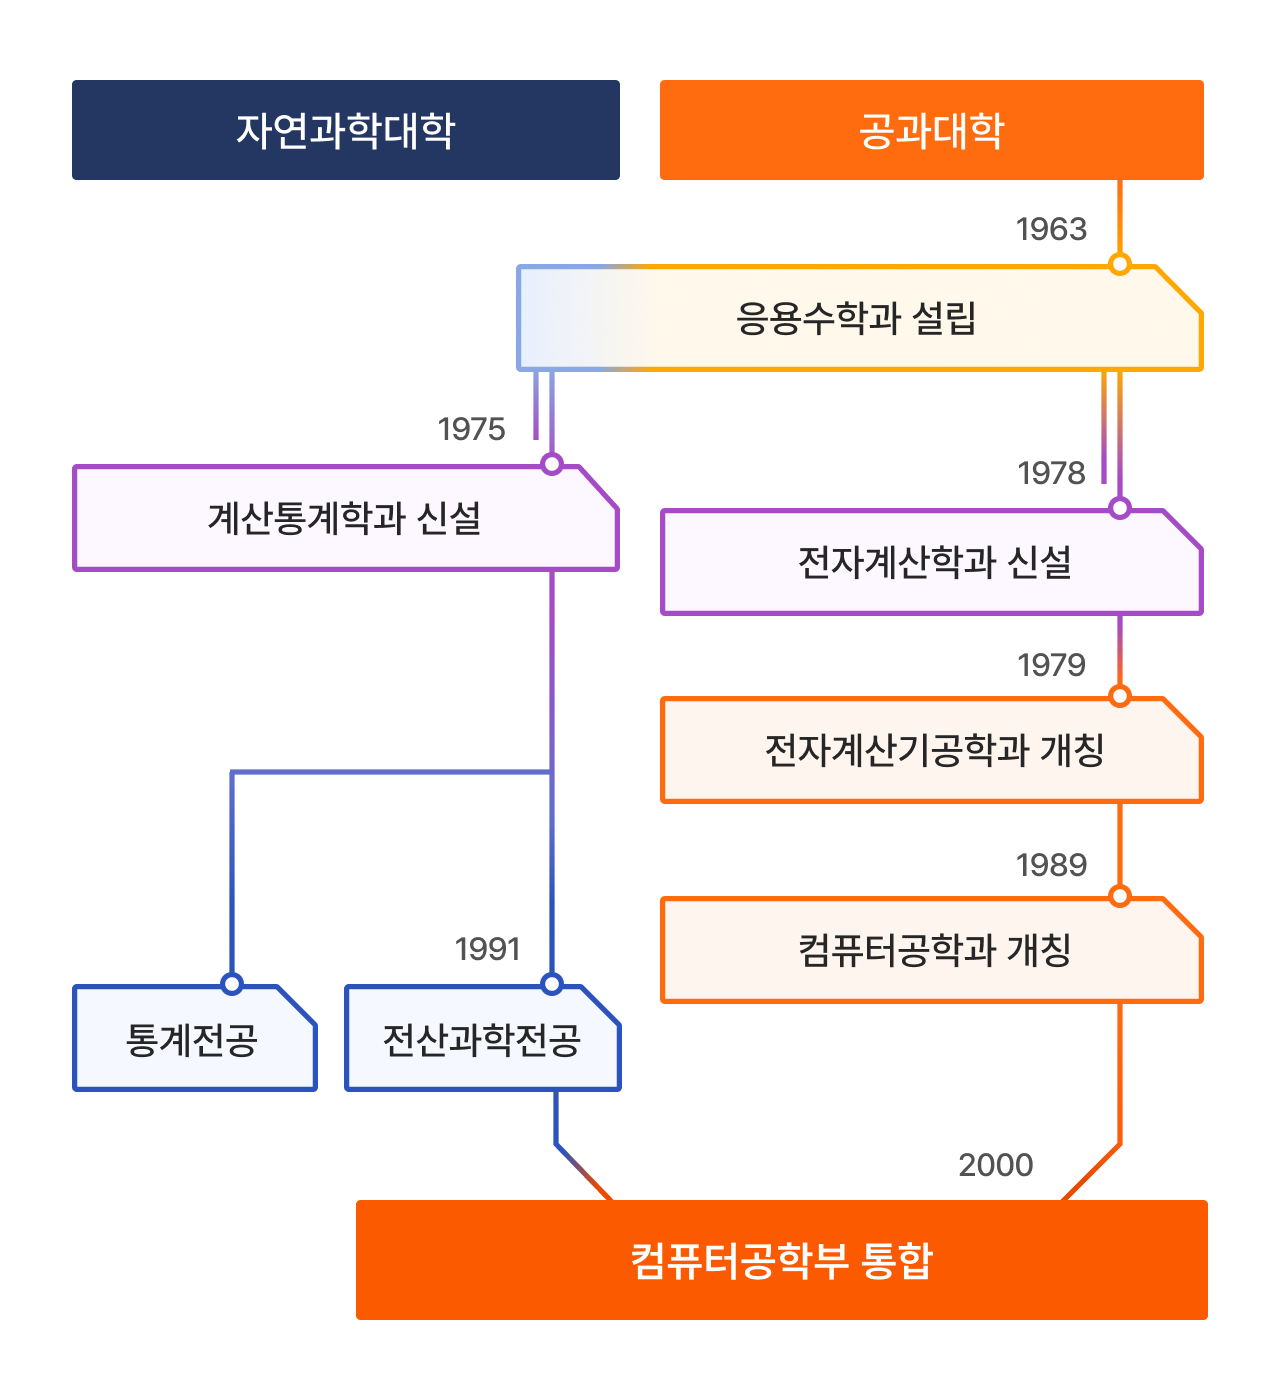 자연과학대학
공과대학
1963
응용수학과 설립
1975
계산통계학과 신설
1978
전자계산학과 신설
1979
전자계산기공학과 개칭
1989
컴퓨터공학과 개칭
1991
통계전공
전산과학전공
2000
컴퓨터공학부 통합